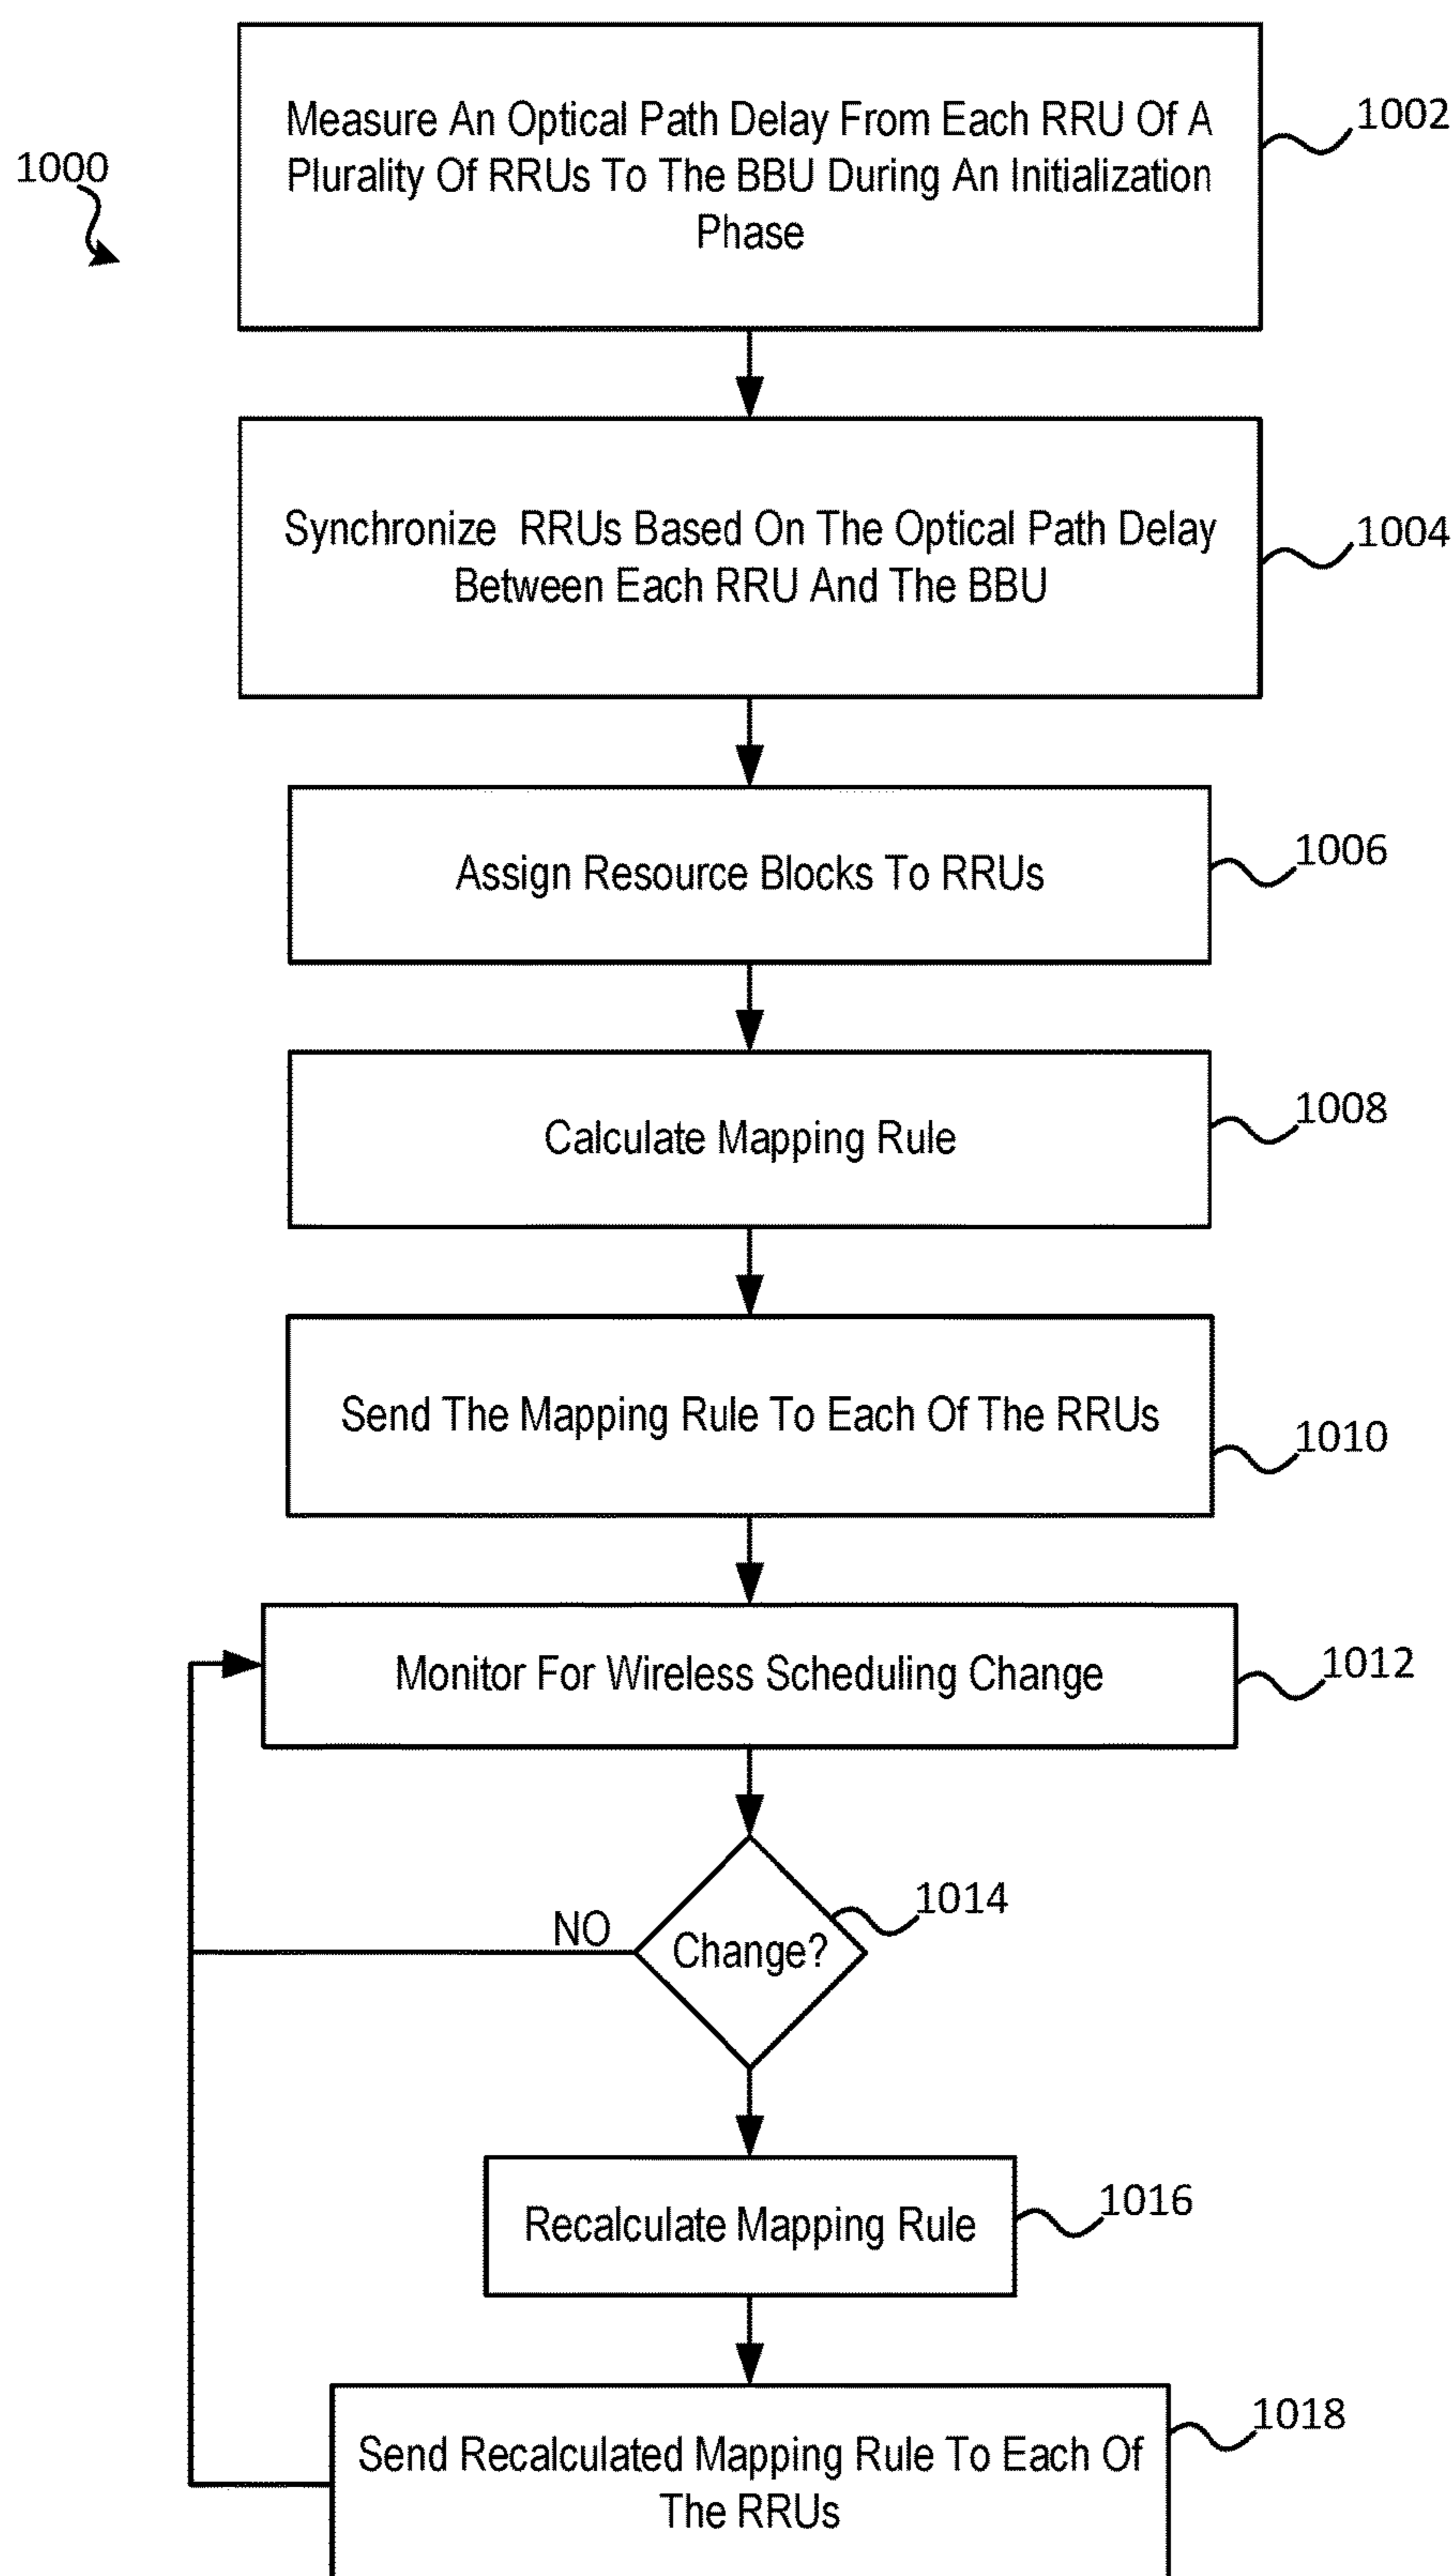 1000
Measure An Optical Path Delay From Each RRU Of A
Plurality Of RRUs To The BBU During An Initialization
Phase
1002
Synchronize RRUs Based On The Optical Path Delay
Between Each RRU And The BBU
1004
Assign Resource Blocks To RRUs
1006
Calculate Mapping Rule
1008
Send The Mapping Rule To Each Of The RRUs
1010
Monitor For Wireless Scheduling Change
1012
NO
Change?
1014
Recalculate Mapping Rule
1016
Send Recalculated Mapping Rule To Each Of
The RRUs
1018